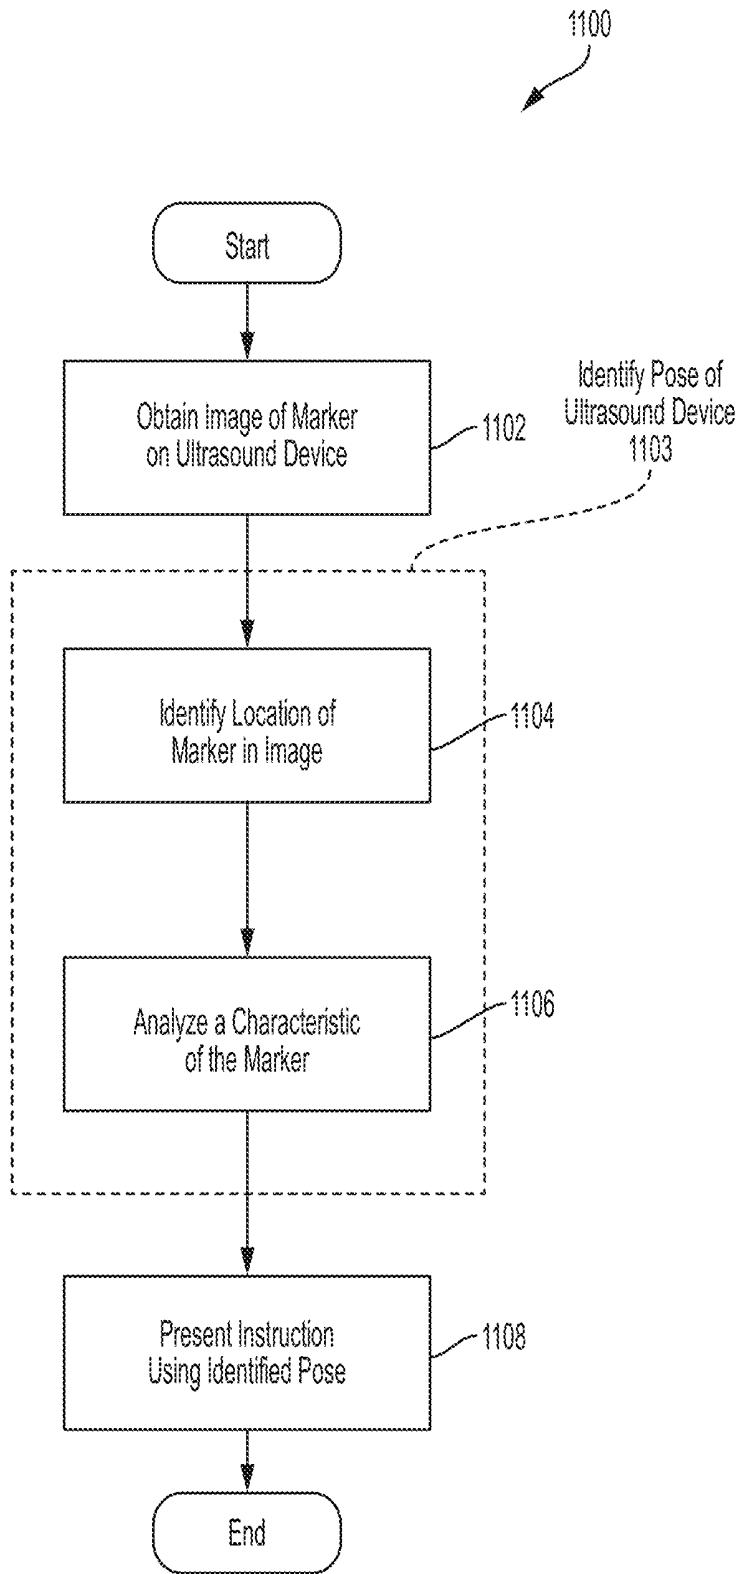 1100
Start
Obtain Image of Marker
on Ultrasound Device
1102
Identify Pose of
Ultrasound Device
1103
Identify Location of
Marker in Image
1104
Analyze a Characteristic
of the Marker
1106
Present Instruction
Using Identified Pose
1108
End